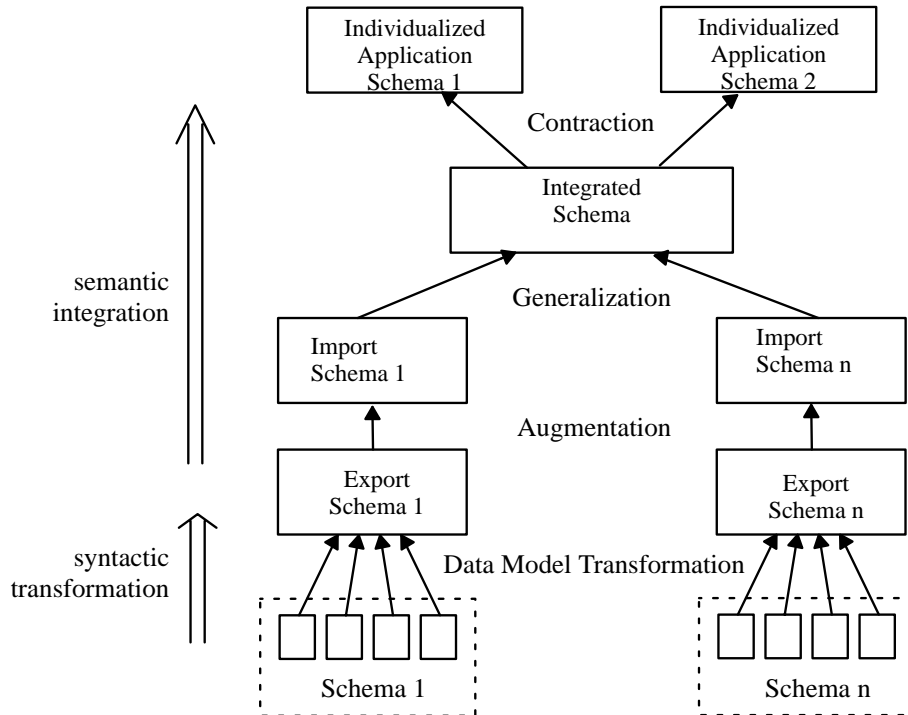 Individualized
Application
Schema 1
Individualized
Application
Schema 2
Contraction
Integrated
Schema
semantic
integration
Generalization
Import
Schema 1
Import
Schema n
Augmentation
Export
Schema 1
Export
Schema n
syntactic
transformation
Data Model Transformation
Schema 1
Schema n